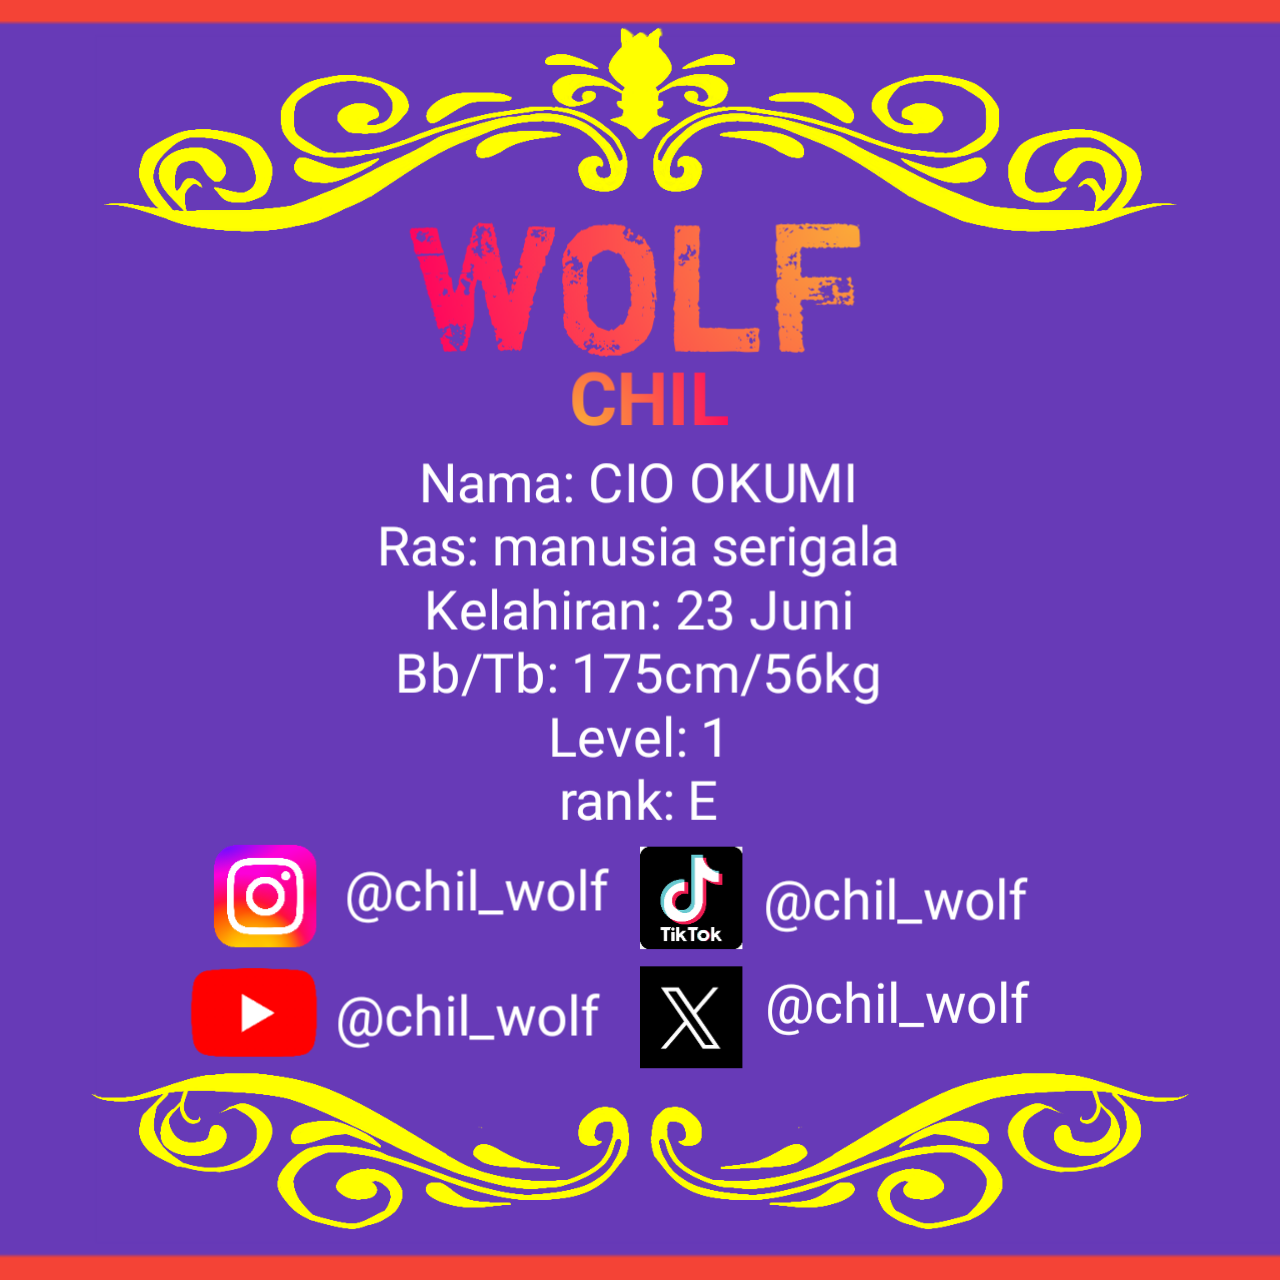 WOLF
CHIL
Nama: CIO OKUMI
Ras: manusia serigala
Kelahiran: 23 Juni
Bb/Tb: 175cm/56kg
Level: 1
rank: E
@chil_wolf
TikTok
@chil_wolf
@chil_wolf
X
@chil_wolf